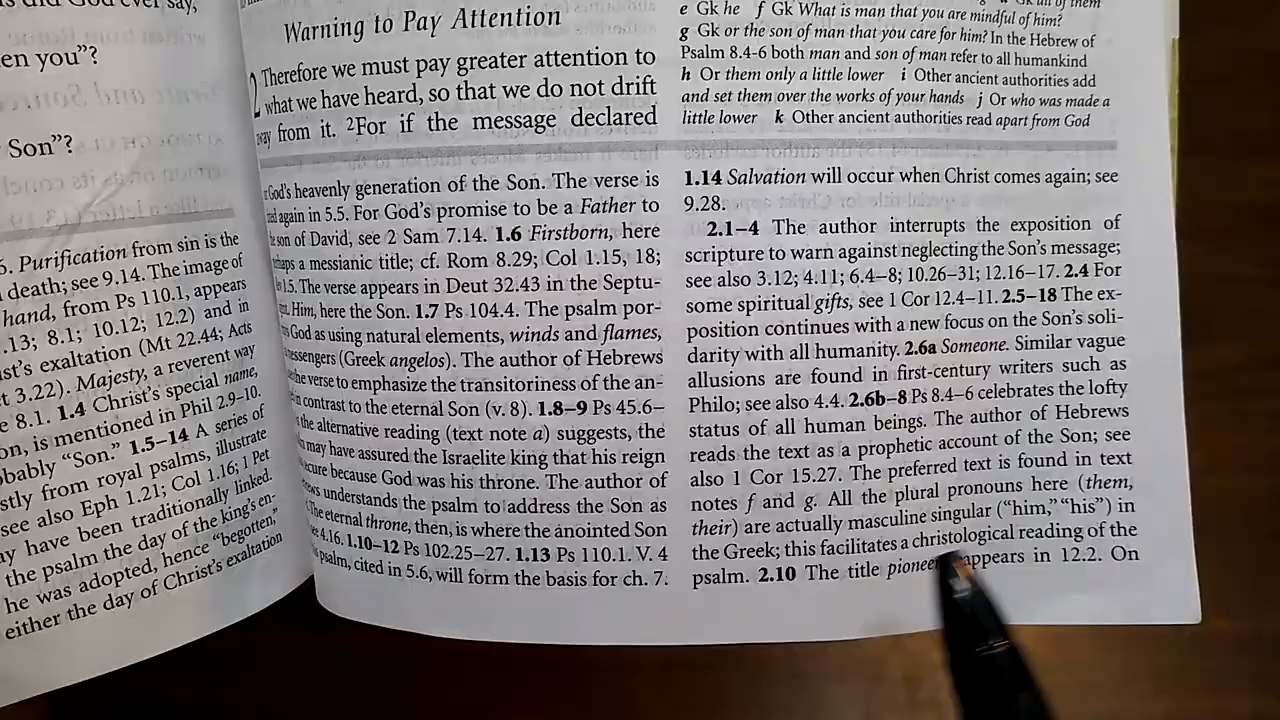 God ever say,
en you"?
Son"?
Purification from sin is the
death; see 9.14. The image of
hand, from Ps 110.1, appears
.13; 8.1; 10.12; 12.2) and in
st's exaltation (Mt 22.44; Acts
t 3.22). Majesty, a reverent way
e 8.1. 1.4 Christ's special name,
on, is mentioned in Phil 2.9–10.
obably "Son." 1.5–14 A series of
stly from royal psalms, illustrate
see also Eph 1.21; Col 1.16; 1 Pet
ay have been traditionally linked.
the psalm the day of the king's en-
he was adopted, hence "begotten,"
either the day of Christ's exaltation
Warning to Pay Attention
2 Therefore we must pay greater attention to
what we have heard, so that we do not drift
away from it. 2For if the message declared
God's heavenly generation of the Son. The verse is
again in 5.5. For God's promise to be a Father to
son of David, see 2 Sam 7.14. 1.6 Firstborn, here
a messianic title; cf. Rom 8.29; Col 1.15, 18;
1.5. The verse appears in Deut 32.43 in the Septu-
Him, here the Son. 1.7 Ps 104.4. The psalm por-
God as using natural elements, winds and flames,
messengers (Greek angelos). The author of Hebrews
the verse to emphasize the transitoriness of the an-
in contrast to the eternal Son (v. 8). 1.8–9 Ps 45.6–
the alternative reading (text note a) suggests, the
may have assured the Israelite king that his reign
because God was his throne. The author of
understands the psalm to address the Son as
The eternal throne, then, is where the anointed Son
4.16. 1.10–12 Ps 102.25–27. 1.13 Ps 110.1. V. 4
psalm, cited in 5.6, will form the basis for ch. 7.
e Gk he f Gk What is man that you are mindful of him?
g Gk or the son of man that you care for him? In the Hebrew of
Psalm 8.4-6 both man and son of man refer to all humankind
h Or them only a little lower i Other ancient authorities add
and set them over the works of your hands j Or who was made a
little lower k Other ancient authorities read apart from God
1.14 Salvation will occur when Christ comes again; see
9.28.
2.1–4 The author interrupts the exposition of
scripture to warn against neglecting the Son's message;
see also 3.12; 4.11; 6.4–8; 10.26–31; 12.16–17. 2.4 For
some spiritual gifts, see 1 Cor 12.4–11. 2.5–18 The ex-
position continues with a new focus on the Son's soli-
darity with all humanity. 2.6a Someone. Similar vague
allusions are found in first-century writers such as
Philo; see also 4.4. 2.6b–8 Ps 8.4–6 celebrates the lofty
status of all human beings. The author of Hebrews
reads the text as a prophetic account of the Son; see
also 1 Cor 15.27. The preferred text is found in text
notes f and g. All the plural pronouns here (them,
their) are actually masculine singular ("him," "his") in
the Greek; this facilitates a christological reading of the
psalm. 2.10 The title pioneer appears in 12.2. On